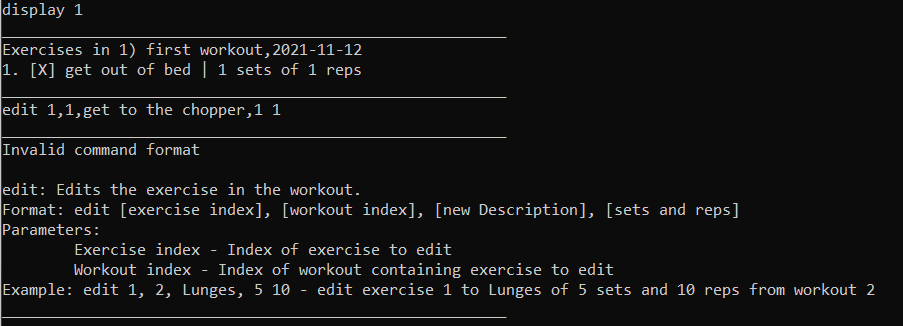 display 1
Exercises in 1) first workout,2021-11-12
1. [X] get out of bed | 1 sets of 1 reps
edit 1,1,get to the chopper,1 1
Invalid command format
edit: Edits the exercise in the workout.
Format: edit [exercise index], [workout index], [new Description], [sets and reps]
Parameters:
Exercise index - Index of exercise to edit
Workout index - Index of workout containing exercise to edit
Example: edit 1, 2, Lunges, 5 10 - edit exercise 1 to Lunges of 5 sets and 10 reps from workout 2